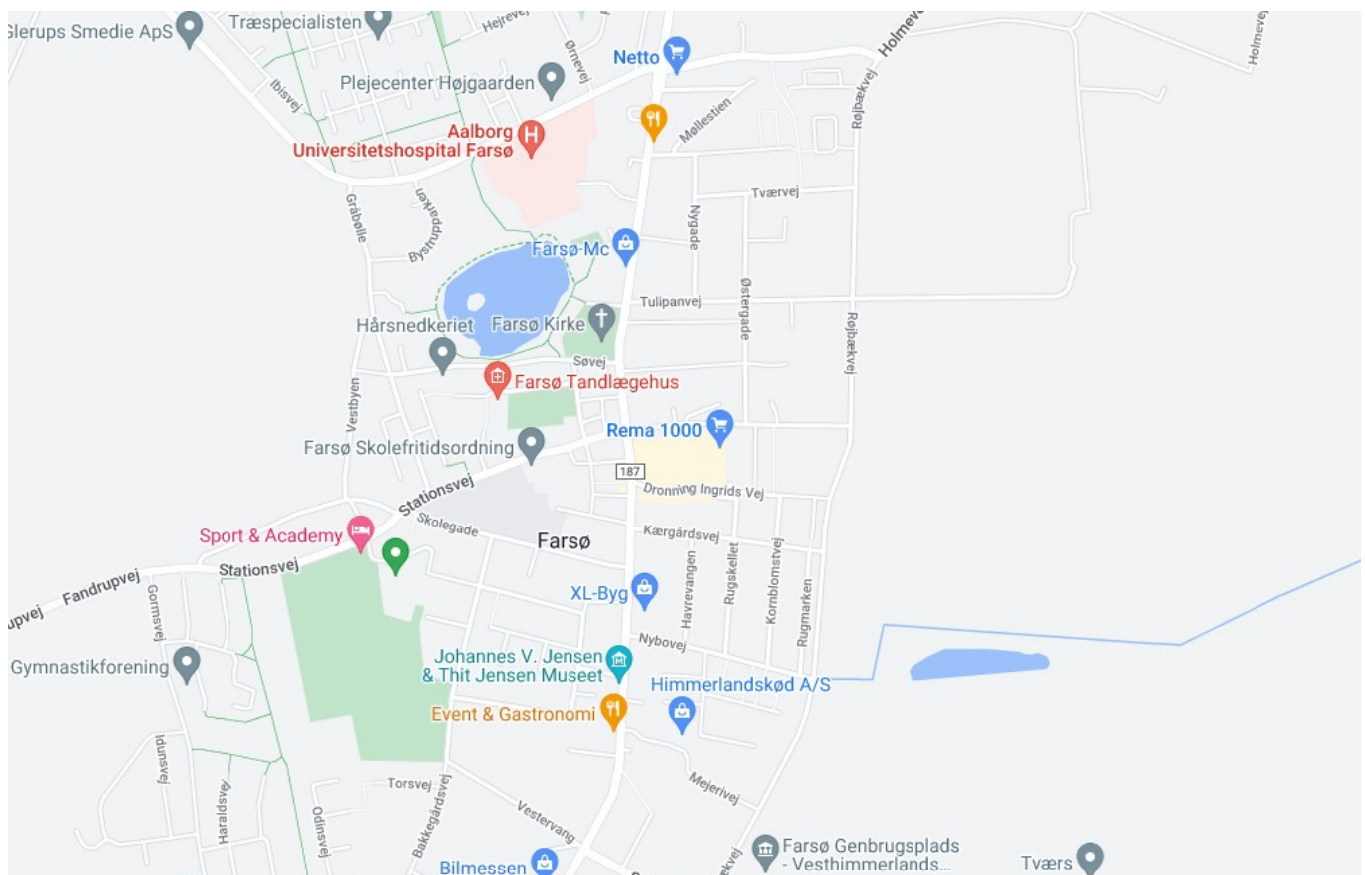 Glerups Smedie ApS
Træspecialisten
Hejrevej
Ørnevej
Holmevej
Netto
Holmevej
Ibisvej
Plejecenter Højgaarden
Røjbækvej
Møllestien
Aalborg
Universitetshospital Farsø
Gråbølle
Bystrupparken
Tværvej
Nygade
Farsø-Mc
Østergade
Tulipanvej
Røjbækvej
Hårsnedkeriet
Farsø Kirke
Søvej
Farsø Tandlægehus
Vestbyen
Rema 1000
Farsø Skolefritidsordning
187
Dronning Ingrids Vej
Stationsvej
Skolegade
Kærgårdsvej
Sport & Academy
Farsø
Stationsvej
Fandrupvej
upvej
Havrevangen
Rugskellet
Kornblomstvej
Rugmarken
XL-Byg
Gormsvej
Nybovej
Gymnastikforening
Johannes V. Jensen
& Thit Jensen Museet
Himmerlandskød A/S
Event & Gastronomi
Idunsvej
Haraldsvej
Odinsvej
Torsvej
Bakkegårdsvej
Vestervang
Mejerivej
Bilmessen
kvej
Farsø Genbrugsplads
- Vesthimmerlands...
Tværs